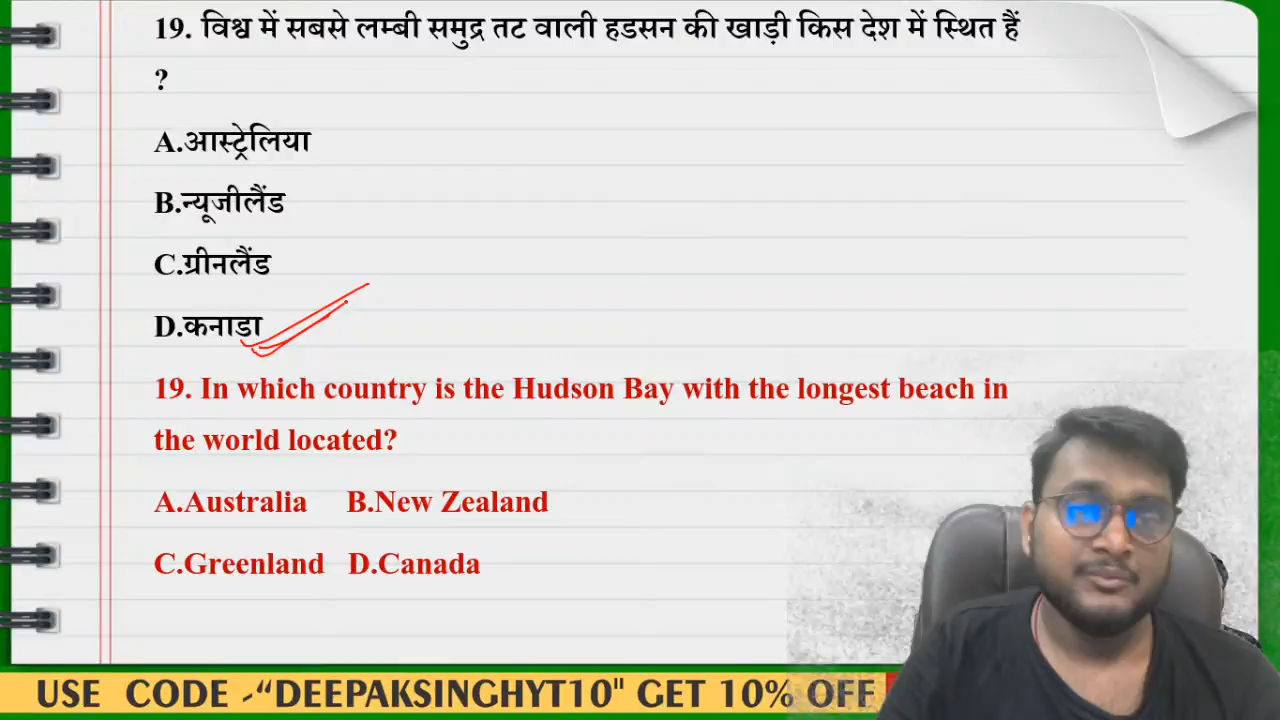 19. विश्व में सबसे लम्बी समुद्र तट वाली हडसन की खाड़ी किस देश में स्थित हैं
?
A.आस्ट्रेलिया
B.न्यूजीलैंड
C.ग्रीनलैंड
D.कनाडा
19. In which country is the Hudson Bay with the longest beach in
the world located?
A.Australia B.New Zealand
C.Greenland D.Canada
USE CODE -“DEEPAKSINGHYT10" GET 10% OFF